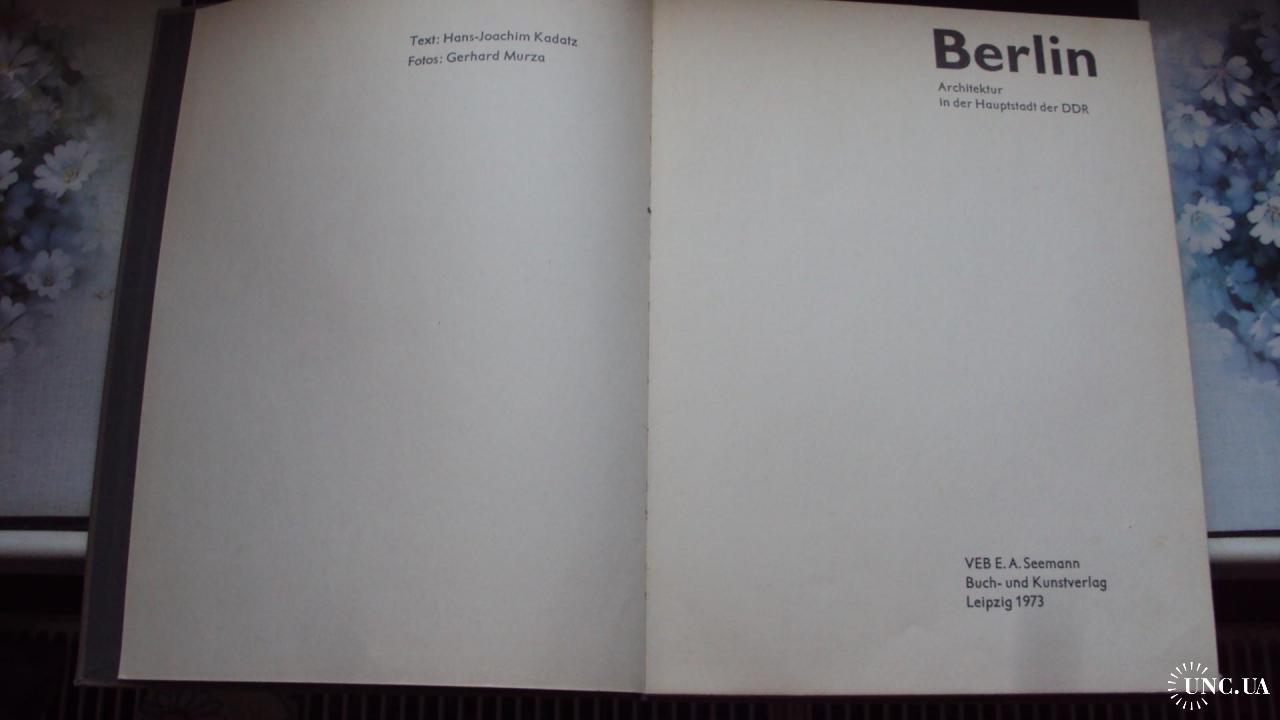 Text: Hans-Joachim Kadatz
Fotos: Gerhard Murza
Berlin
Architektur
in der Hauptstadt der DDR
VEB E. A. Seemann
Buch- und Kunstverlag
Leipzig 1973
UNC.UA